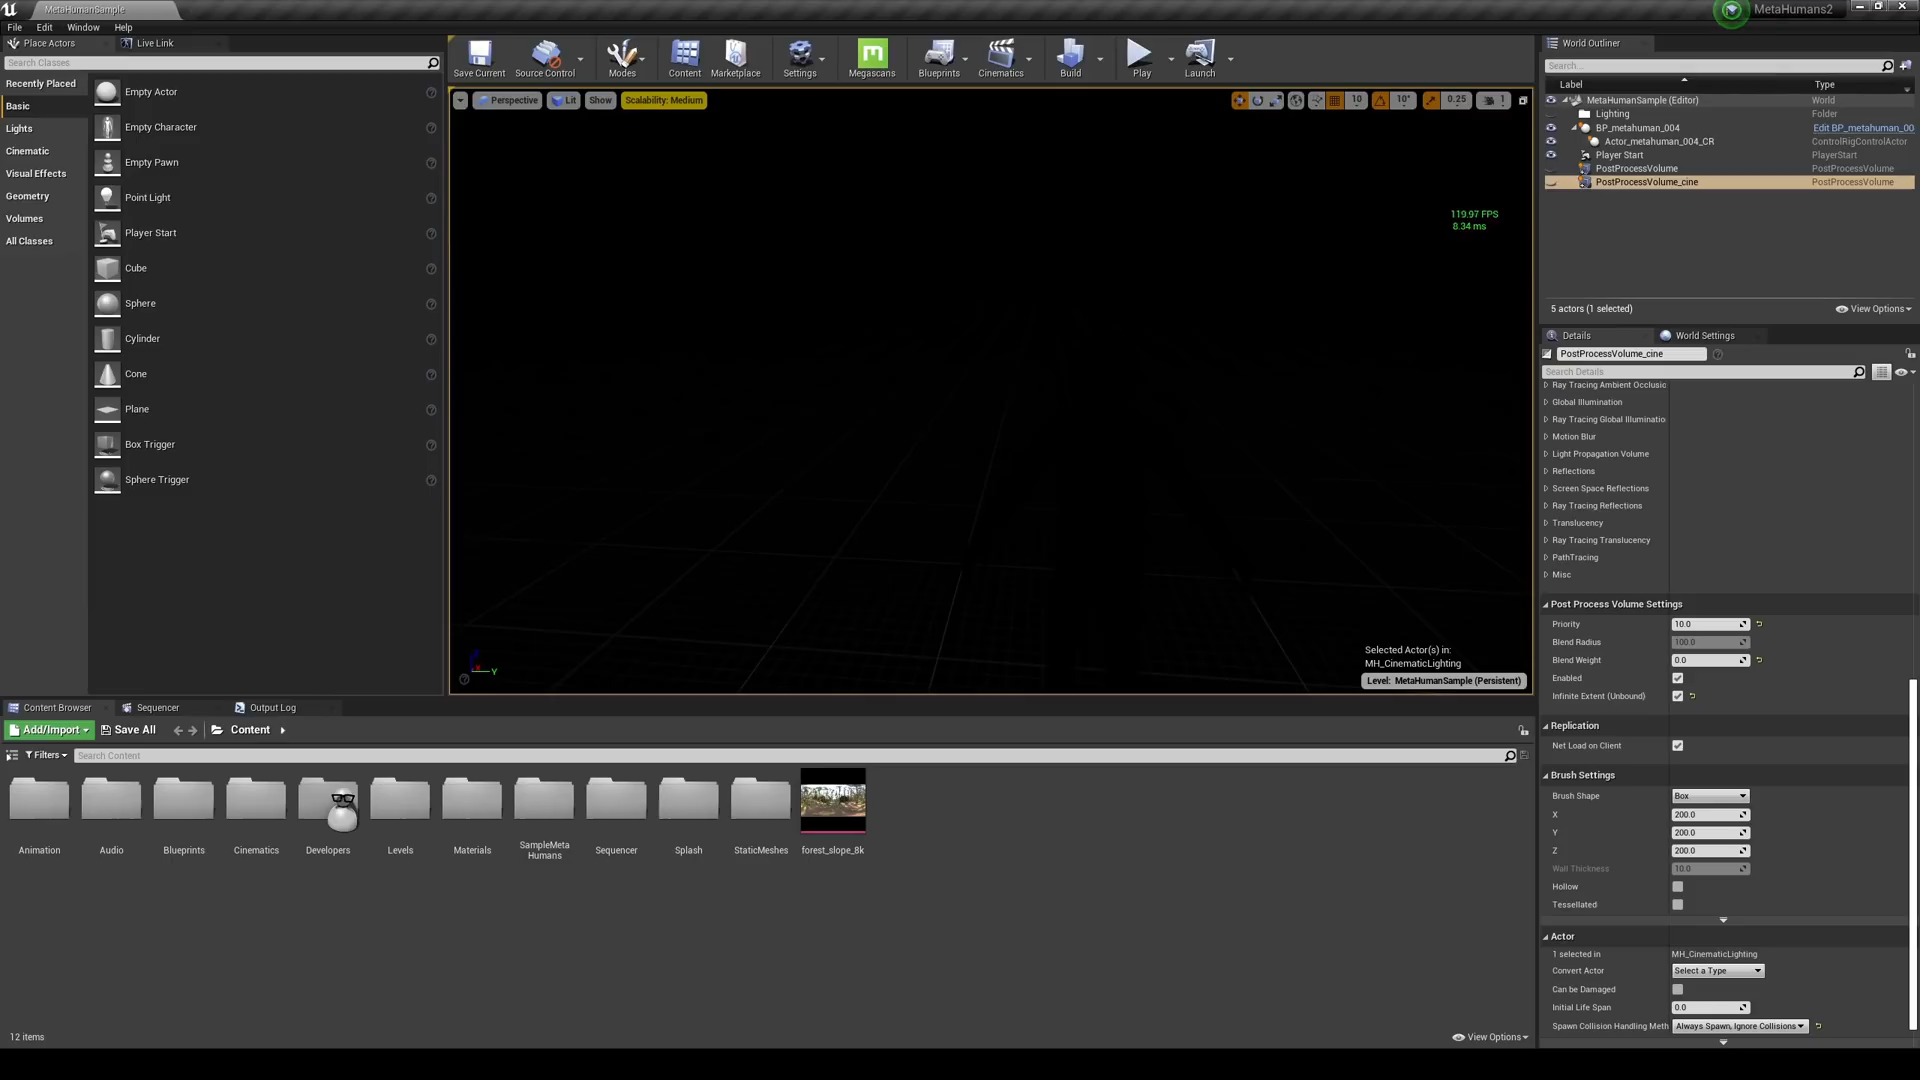 MetaHumanSample
MetaHumans2
File Edit Window Help
Place Actors
Live Link
Search Classes
Recently Placed
Basic
Lights
Cinematic
Visual Effects
Geometry
Volumes
All Classes
Empty Actor
Empty Character
Empty Pawn
Point Light
Player Start
Cube
Sphere
Cylinder
Cone
Plane
Box Trigger
Sphere Trigger
Save Current
Source Control
Modes
Content
Marketplace
Settings
Megascans
Blueprints
Cinematics
Build
Play
Launch
Perspective
Lit
Show
Scalability: Medium
10
10°
0.25
1
119.97 FPS
8.34 ms
Y
Selected Actor(s) in:
MH_CinematicLighting
Level: MetaHumanSample (Persistent)
World Outliner
Search...
Label Type
MetaHumanSample (Editor) World
Lighting Folder
BP_metahuman_004 Edit BP_metahuman_00
Actor_metahuman_004_CR ControlRigControlActor
Player Start PlayerStart
PostProcessVolume PostProcessVolume
PostProcessVolume_cine PostProcessVolume
5 actors (1 selected)
View Options
Details
World Settings
PostProcessVolume_cine
Search Details
Ray Tracing Ambient Occlusic
Global Illumination
Ray Tracing Global Illuminatio
Motion Blur
Light Propagation Volume
Reflections
Screen Space Reflections
Ray Tracing Reflections
Translucency
Ray Tracing Translucency
PathTracing
Misc
Post Process Volume Settings
Priority 10.0
Blend Radius 100.0
Blend Weight 0.0
Enabled
Infinite Extent (Unbound)
Replication
Net Load on Client
Brush Settings
Brush Shape Box
X 200.0
Y 200.0
Z 200.0
Wall Thickness 10.0
Hollow
Tessellated
Actor
1 selected in MH_CinematicLighting
Convert Actor Select a Type
Can be Damaged
Initial Life Span 0.0
Spawn Collision Handling Meth Always Spawn, Ignore Collisions
Content Browser
Sequencer
Output Log
Add/Import
Save All
Content
Filters
Search Content
Animation
Audio
Blueprints
Cinematics
Developers
Levels
Materials
SampleMeta
Humans
Sequencer
Splash
StaticMeshes
forest_slope_8k
12 items
View Options